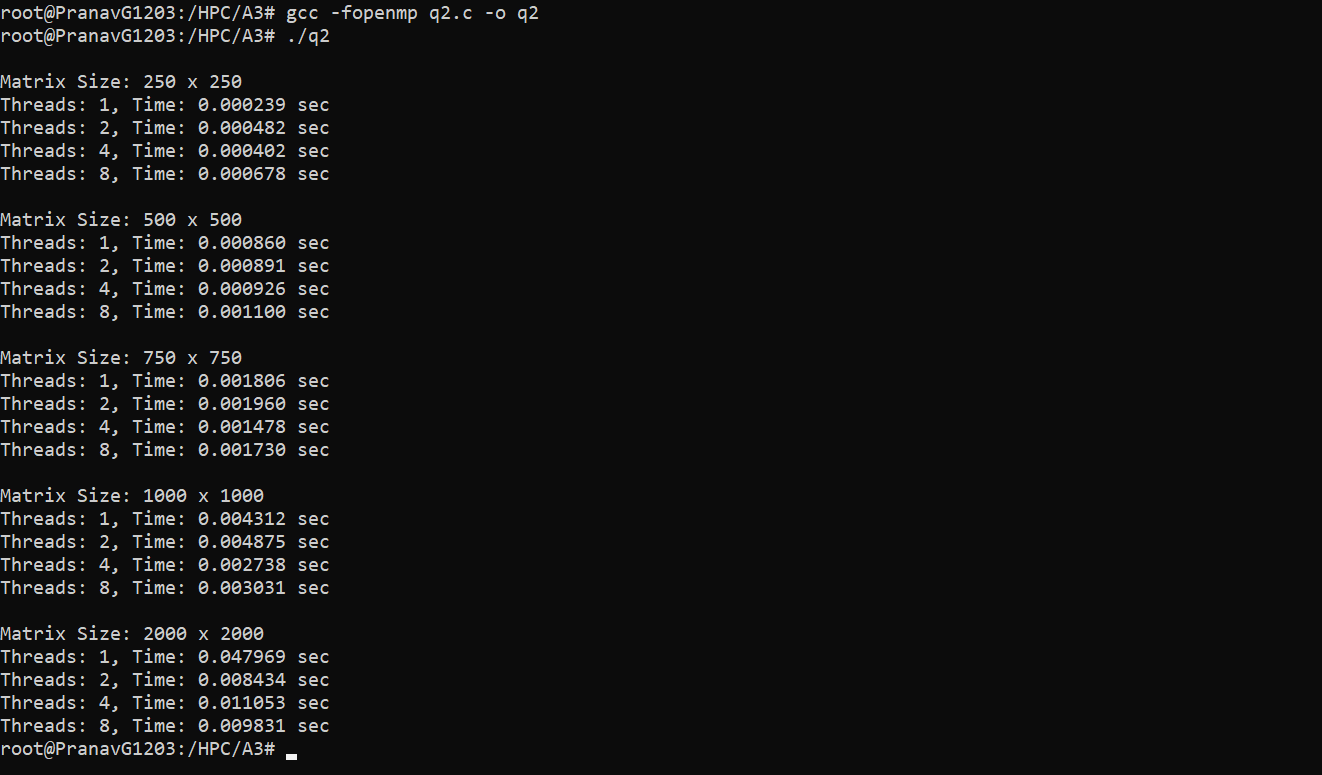 root@PranavG1203:/HPC/A3# gcc -fopenmp q2.c -o q2
root@PranavG1203:/HPC/A3# ./q2
Matrix Size: 250 x 250
Threads: 1, Time: 0.000239 sec
Threads: 2, Time: 0.000482 sec
Threads: 4, Time: 0.000402 sec
Threads: 8, Time: 0.000678 sec
Matrix Size: 500 x 500
Threads: 1, Time: 0.000860 sec
Threads: 2, Time: 0.000891 sec
Threads: 4, Time: 0.000926 sec
Threads: 8, Time: 0.001100 sec
Matrix Size: 750 x 750
Threads: 1, Time: 0.001806 sec
Threads: 2, Time: 0.001960 sec
Threads: 4, Time: 0.001478 sec
Threads: 8, Time: 0.001730 sec
Matrix Size: 1000 x 1000
Threads: 1, Time: 0.004312 sec
Threads: 2, Time: 0.004875 sec
Threads: 4, Time: 0.002738 sec
Threads: 8, Time: 0.003031 sec
Matrix Size: 2000 x 2000
Threads: 1, Time: 0.047969 sec
Threads: 2, Time: 0.008434 sec
Threads: 4, Time: 0.011053 sec
Threads: 8, Time: 0.009831 sec
root@PranavG1203:/HPC/A3#